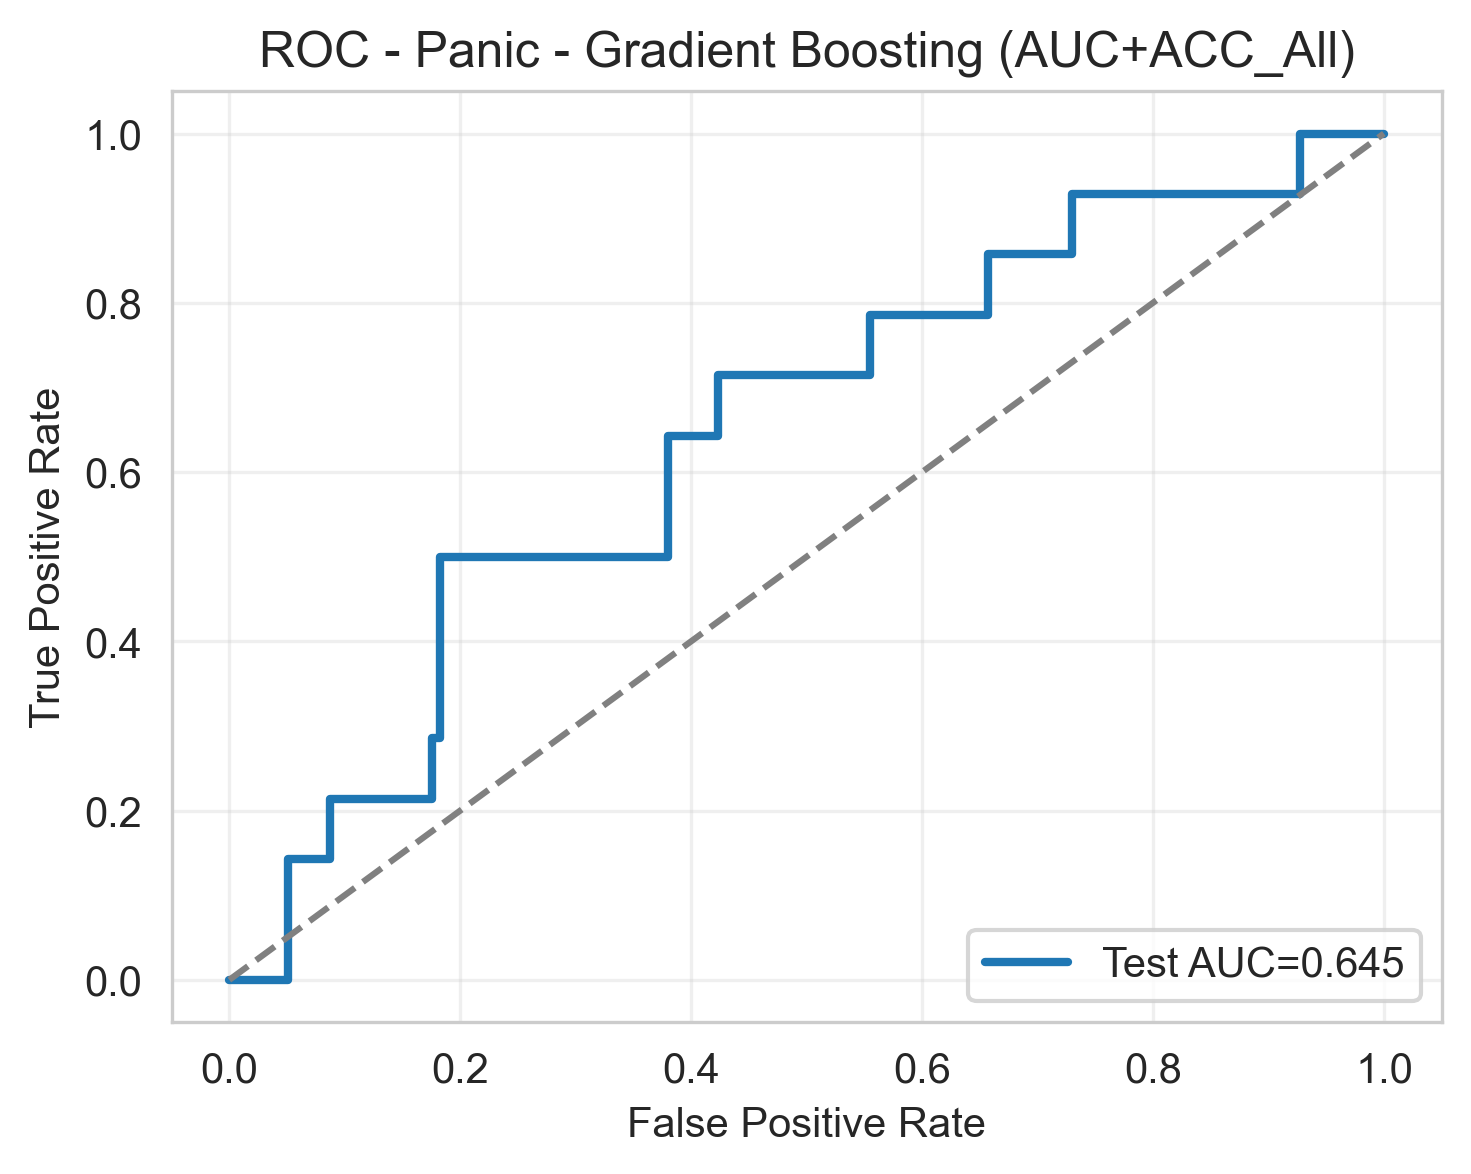 ROC - Panic - Gradient Boosting (AUC+ACC_All)
True Positive Rate
1.0
0.8
0.6
0.4
0.2
0.0
Test AUC=0.645
0.0 0.2 0.4 0.6 0.8 1.0
False Positive Rate